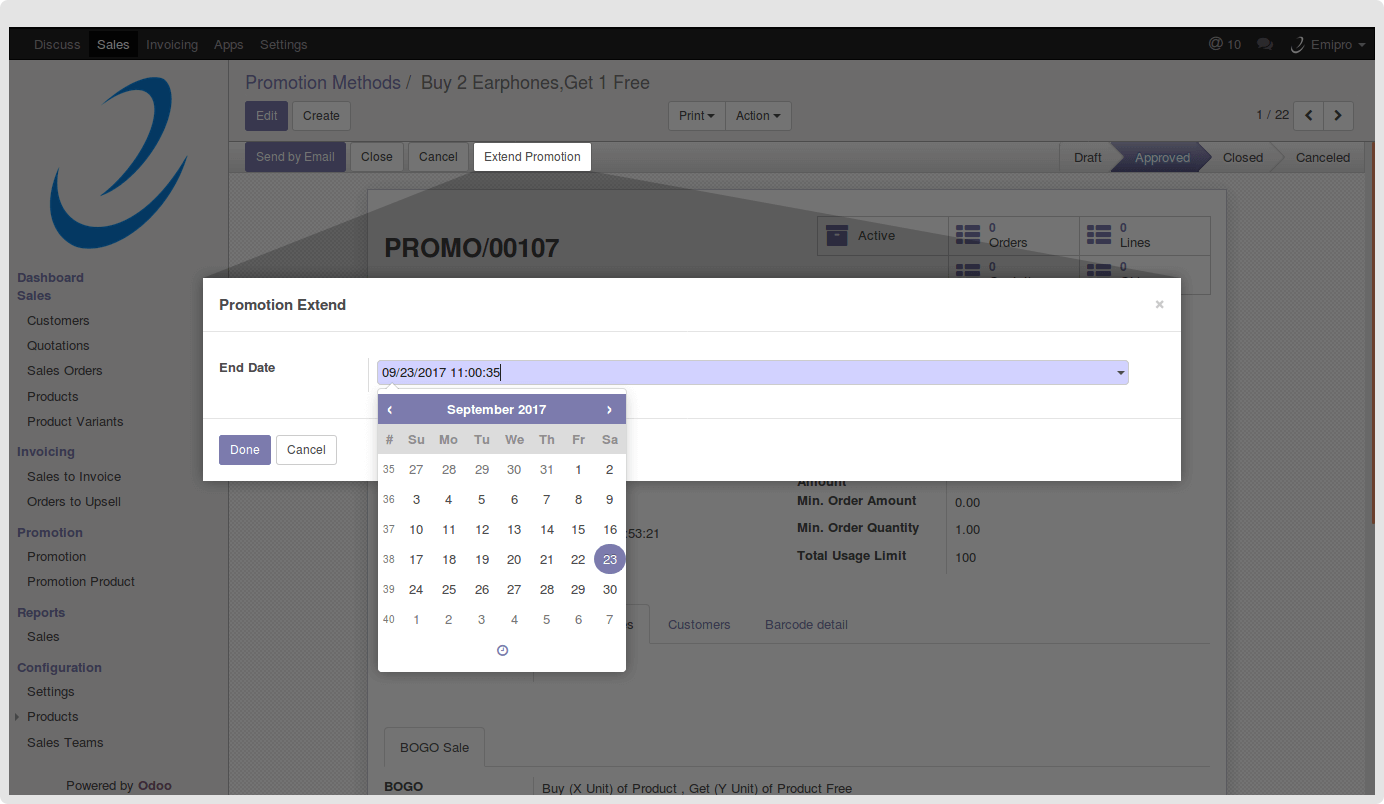 Discuss Sales Invoicing Apps Settings @ 10 Emipro
Promotion Methods / Buy 2 Earphones,Get 1 Free
Edit Create Print Action 1 / 22
Send by Email Close Cancel Extend Promotion Draft Approved Closed Canceled
PROMO/00107
Active
0
Orders
0
Lines
0
0
Dashboard
Sales
Customers
Quotations
Sales Orders
Products
Product Variants
Invoicing
Sales to Invoice
Orders to Upsell
Promotion
Promotion
Promotion Product
Reports
Sales
Configuration
Settings
Products
Sales Teams
Powered by Odoo
Promotion Extend ×
End Date 09/23/2017 11:00:35
‹ September 2017 ›
# Su Mo Tu We Th Fr Sa
35 27 28 29 30 31 1 2
36 3 4 5 6 7 8 9
37 10 11 12 13 14 15 16
38 17 18 19 20 21 22 23
39 24 25 26 27 28 29 30
40 1 2 3 4 5 6 7
Done Cancel
Amount
Min. Order Amount 0.00
Min. Order Quantity 1.00
:53:21
Total Usage Limit 100
Customers Barcode detail
BOGO Sale
BOGO Buy (X Unit) of Product , Get (Y Unit) of Product Free